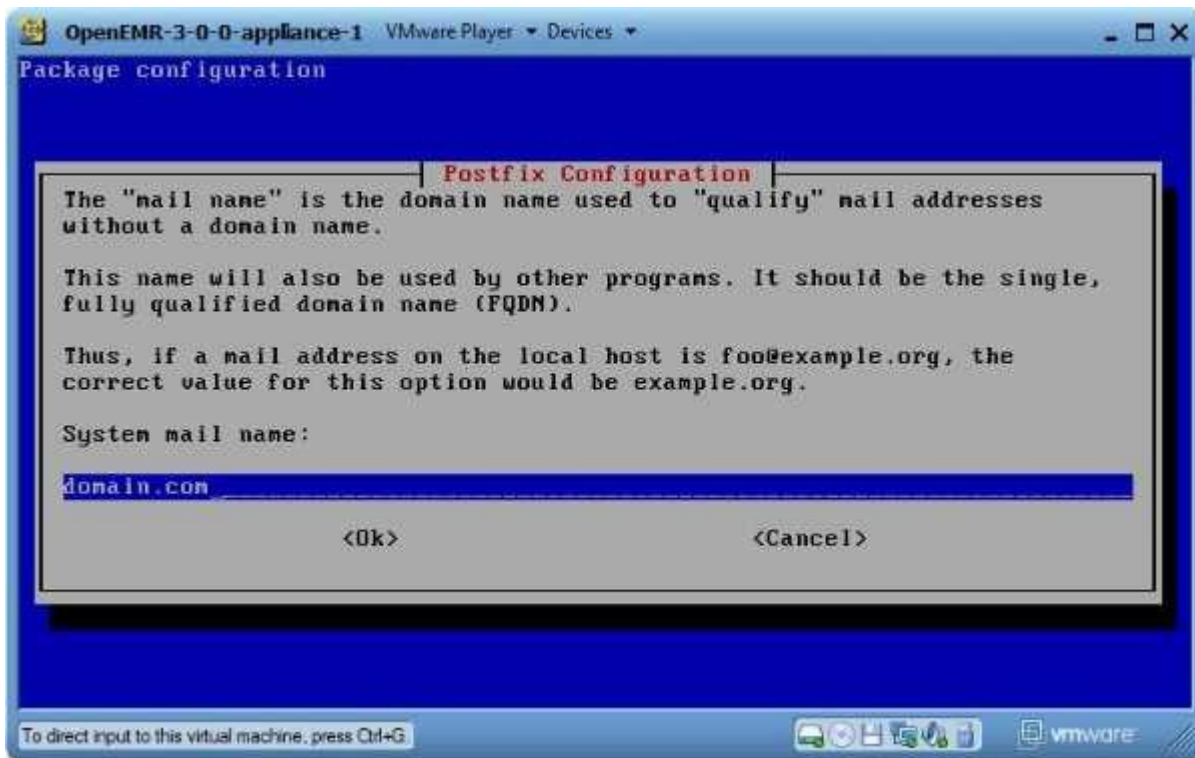 OpenEMR-3-0-0-appliance-1 VMware Player Devices
Package configuration
Postfix Configuration
The "mail name" is the domain name used to "qualify" mail addresses
without a domain name.
This name will also be used by other programs. It should be the single,
fully qualified domain name (FQDN).
Thus, if a mail address on the local host is foo@example.org, the
correct value for this option would be example.org.
System mail name:
domain.com
<Ok> <Cancel>
To direct input to this virtual machine, press Ctrl+G.
vmware